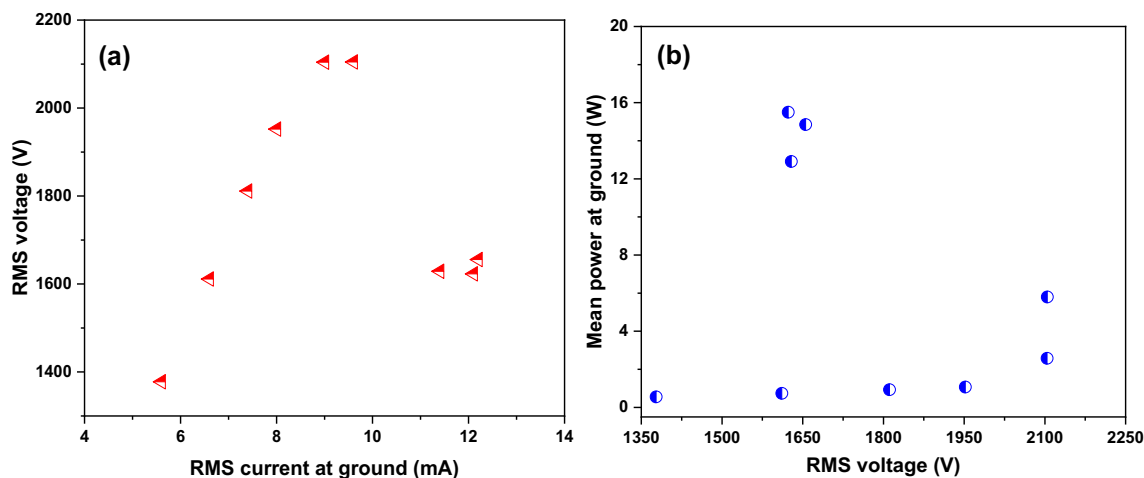 (a)
RMS voltage (V)
2200
2000
1800
1600
1400
4 6 8 10 12 14
RMS current at ground (mA)
(b)
Mean power at ground (W)
20
16
12
8
4
0
1350 1500 1650 1800 1950 2100 2250
RMS voltage (V)